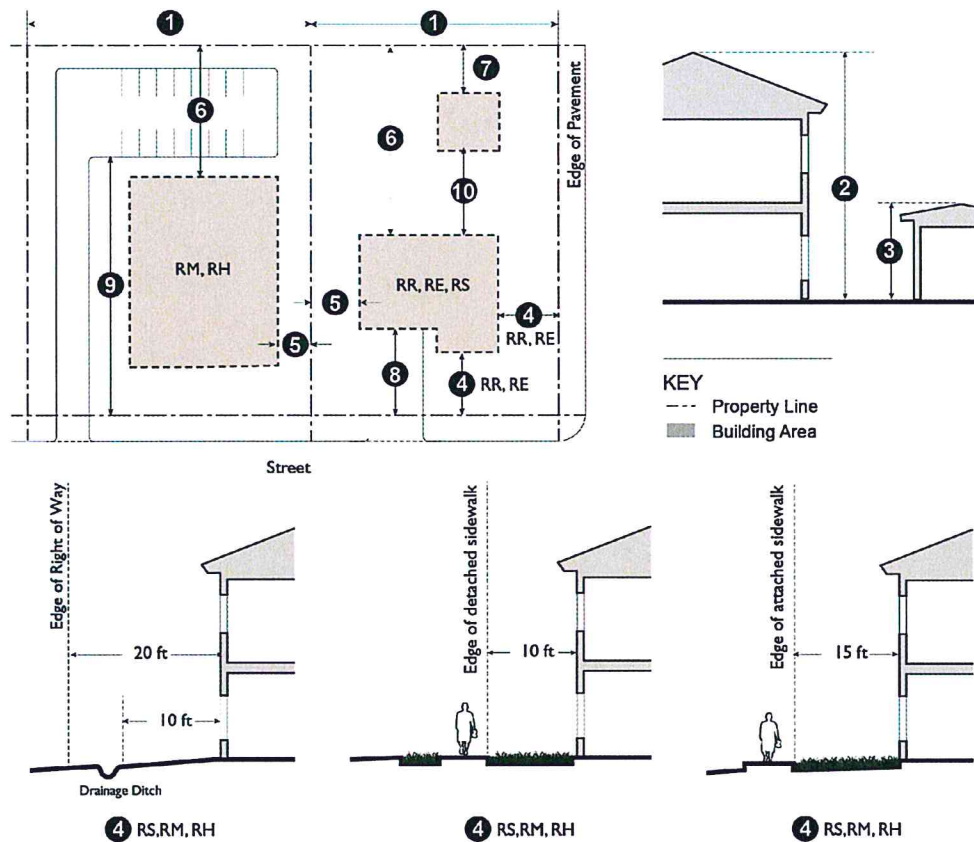 1
1
6
7
6
Edge of Pavement
10
2
3
RM, RH
RR, RE, RS
9
5
4
RR, RE
5
8
4 RR, RE
KEY
Property Line
Building Area
Street
Edge of Right of Way
20 ft
10 ft
Drainage Ditch
4 RS,RM, RH
Edge of detached sidewalk
10 ft
4 RS,RM, RH
Edge of attached sidewalk
15 ft
4 RS,RM, RH